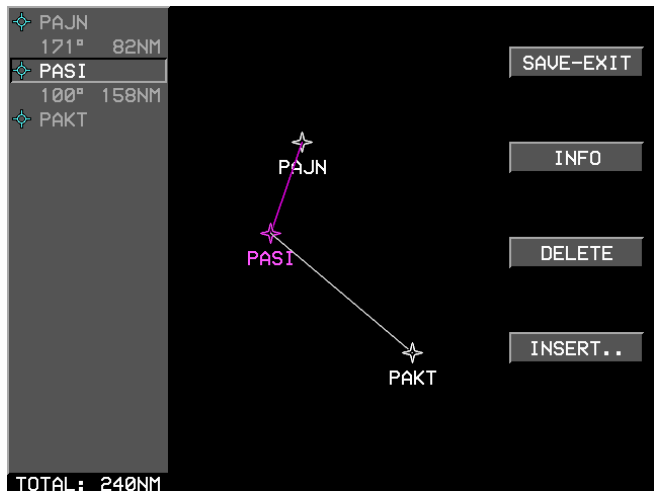 PAJN
171° 82NM
PASI
100° 158NM
PAKT
TOTAL: 240NM
PAJN
PASI
PAKT
SAVE-EXIT
INFO
DELETE
INSERT..